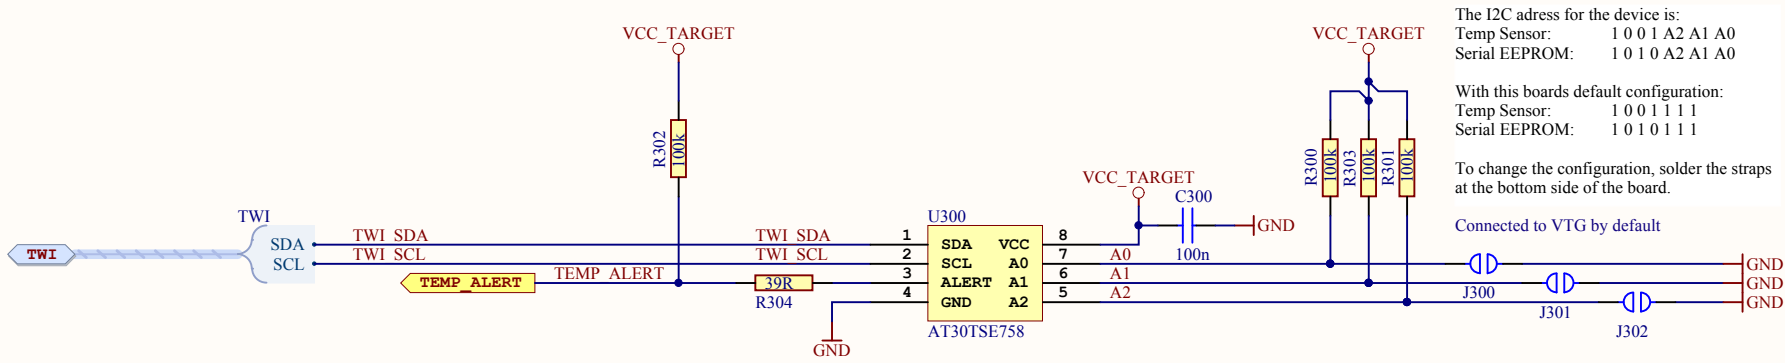 The I2C adress for the device is:
Temp Sensor: 1 0 0 1 A2 A1 A0
Serial EEPROM: 1 0 1 0 A2 A1 A0
With this boards default configuration:
Temp Sensor: 1 0 0 1 1 1 1
Serial EEPROM: 1 0 1 0 1 1 1
To change the configuration, solder the straps
at the bottom side of the board.
Connected to VTG by default
VCC_TARGET
VCC_TARGET
R302
100k
R300
100k
R303
100k
R301
100k
VCC_TARGET
C300
100n
GND
TWI
TWI
SDA
SCL
TWI_SDA
TWI_SCL
TWI_SDA
TWI_SCL
TEMP_ALERT
TEMP_ALERT
39R
R304
GND
U300
1 SDA VCC 8
2 SCL A0 7
3 ALERT A1 6
4 GND A2 5
AT30TSE758
A0
A1
A2
J300
J301
J302
GND
GND
GND